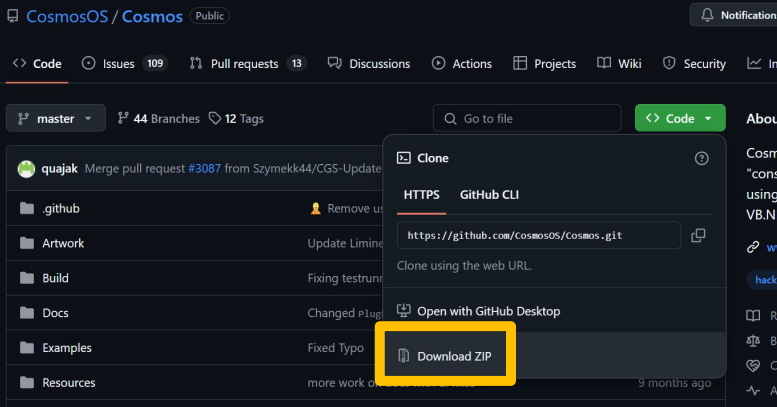 CosmosOS / Cosmos Public Notification
Code Issues 109 Pull requests 13 Discussions Actions Projects Wiki Security
master 44 Branches 12 Tags Go to file Code
quajak Merge pull request #3087 from Szymekk44/CGS-Update
Clone
HTTPS GitHub CLI
https://github.com/CosmosOS/Cosmos.git
Clone using the web URL.
Open with GitHub Desktop
Download ZIP
.github Remove
Artwork Update Limine
Build Fixing testrunn
Docs Changed Plug
Examples Fixed Typo
Resources more work on 9 months ago
Abou
Cosm
"cons
using
VB.N
w
hack